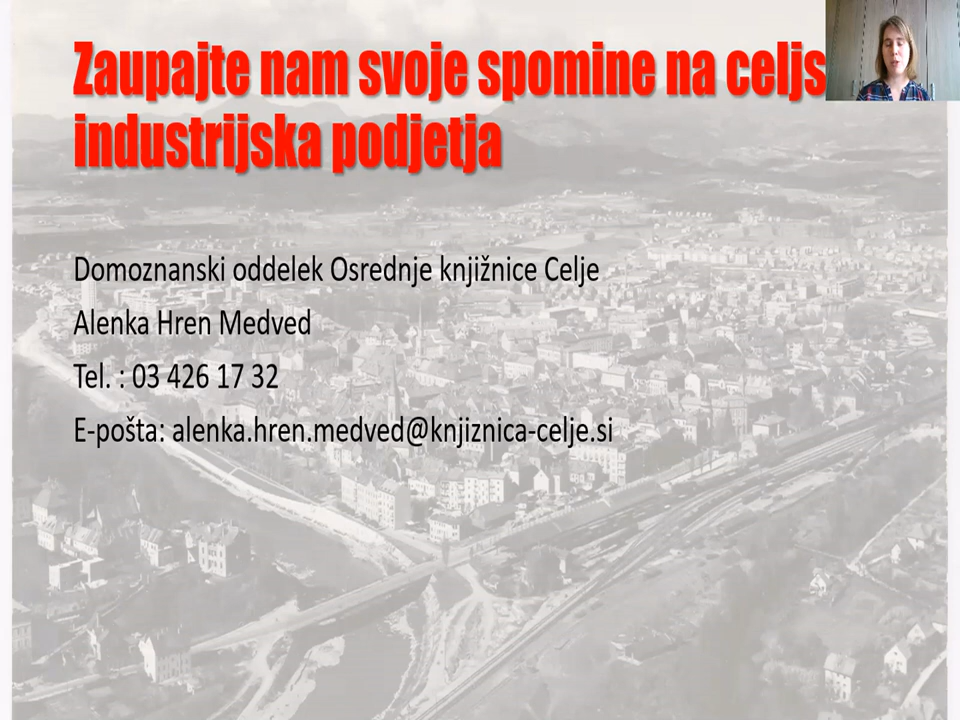 Zaupajte nam svoje spomine na celjs
industrijska podjetja
Domoznanski oddelek Osrednje knjižnice Celje
Alenka Hren Medved
Tel. : 03 426 17 32
E-pošta: alenka.hren.medved@knjiznica-celje.si